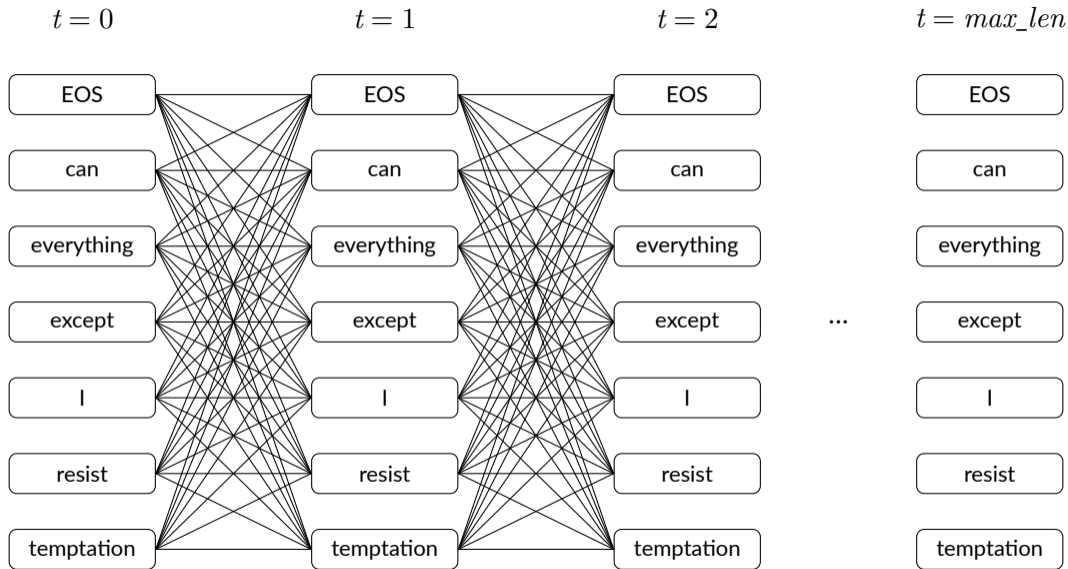 t = 0 t = 1 t = 2 t = max_len
EOS EOS EOS EOS
can can can can
everything everything everything everything
except except except ... except
I I I I
resist resist resist resist
temptation temptation temptation temptation